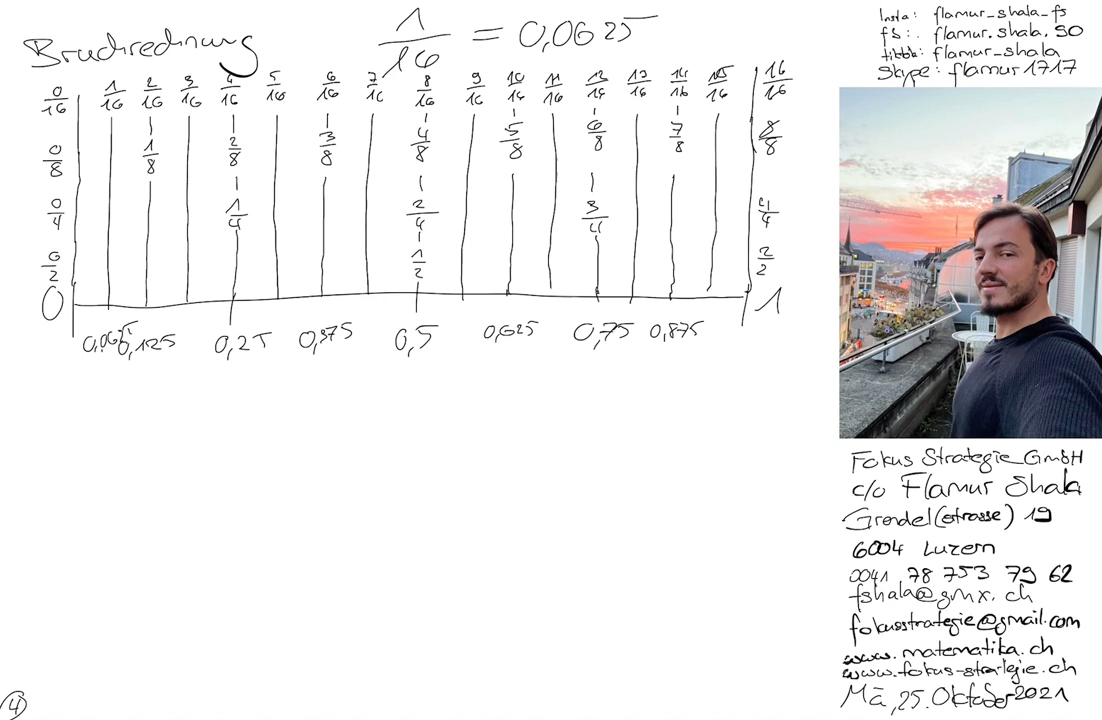 Bruchrechnung
1/16 = 0,0625
0/16 1/16 2/16 3/16 4/16 5/16 6/16 7/16 8/16 9/16 10/16 11/16 12/16 13/16 14/16 15/16 16/16
0/8 1/8 2/8 3/8 4/8 5/8 6/8 7/8 8/8
0/4 1/4 2/4 3/4 4/4
0/2 1/2 2/2
0 1
0,0625 0,125 0,25 0,375 0,5 0,625 0,75 0,875
4
Insta: flamur_shala_fs
fs:. flamur.shala.90
tiktok: flamur_shala
Skype: flamur1717
Fokus Strategie GmbH
c/o Flamur Shala
Grendel(strasse) 19
6004 Luzern
0041 78 753 79 62
fshala@gmx.ch
fokusstrategie@gmail.com
www.matematika.ch
www.fokus-strategie.ch
Mä, 25. Oktober 2021